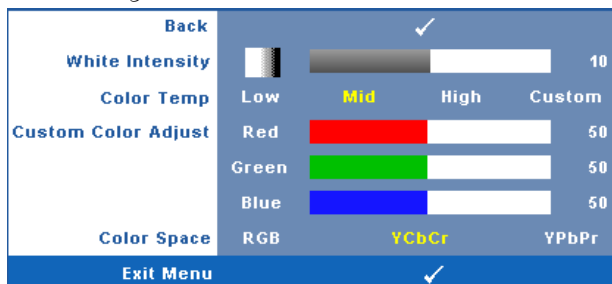 Back
White Intensity 10
Color Temp Low Mid High Custom
Custom Color Adjust Red 50
Green 50
Blue 50
Color Space RGB YCbCr YPbPr
Exit Menu